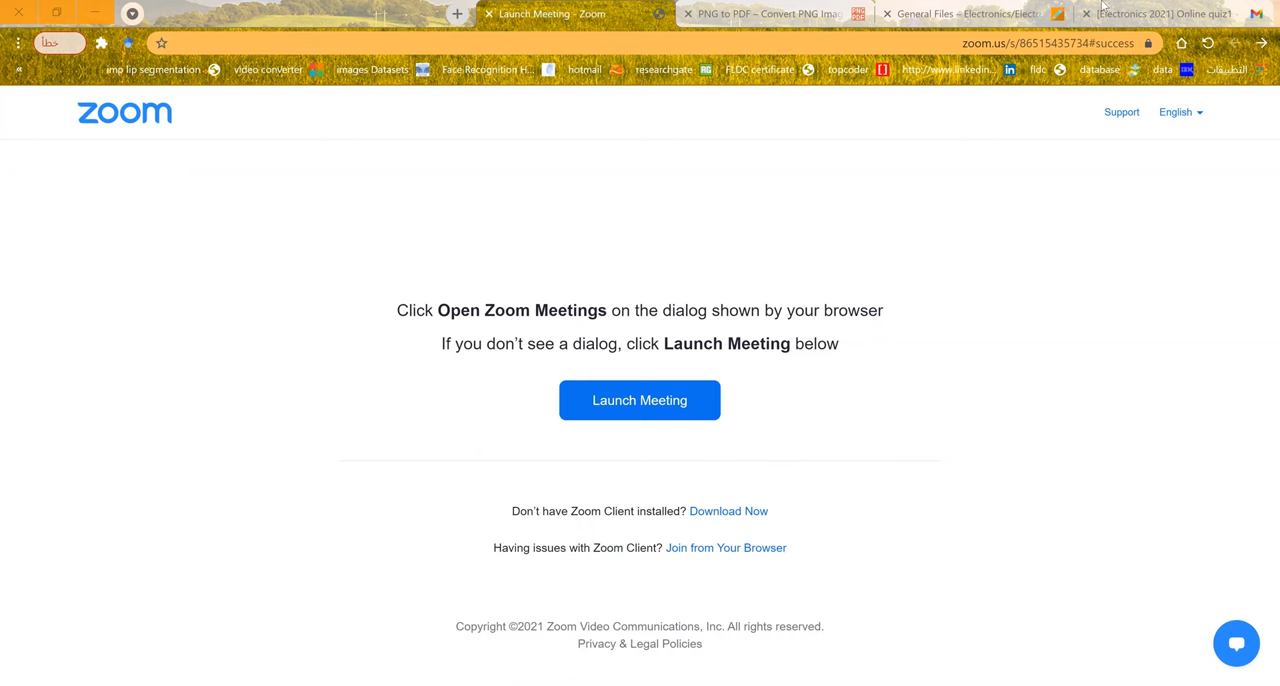 Launch Meeting - Zoom
PNG to PDF – Convert PNG Imag
General Files – Electronics/Electr
[Electronics 2021] Online quiz1
خطأ
zoom.us/s/86515435734#success
« imp lip segmentation video converter images Datasets Face Recognition H... hotmail researchgate FLDC certificate topcoder http://www.linkedin... fldc database data التطبيقات
zoom
Support English
Click Open Zoom Meetings on the dialog shown by your browser
If you don’t see a dialog, click Launch Meeting below
Launch Meeting
Don’t have Zoom Client installed? Download Now
Having issues with Zoom Client? Join from Your Browser
Copyright ©2021 Zoom Video Communications, Inc. All rights reserved.
Privacy & Legal Policies